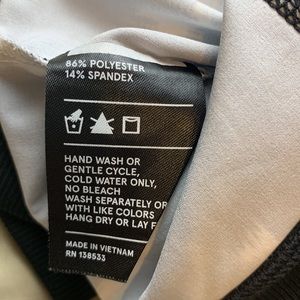 86% POLYESTER
14% SPANDEX
HAND WASH OR
GENTLE CYCLE,
COLD WATER ONLY,
NO BLEACH
WASH SEPARATELY OR
WITH LIKE COLORS
HANG DRY OR LAY F
MADE IN VIETNAM
RN 138533